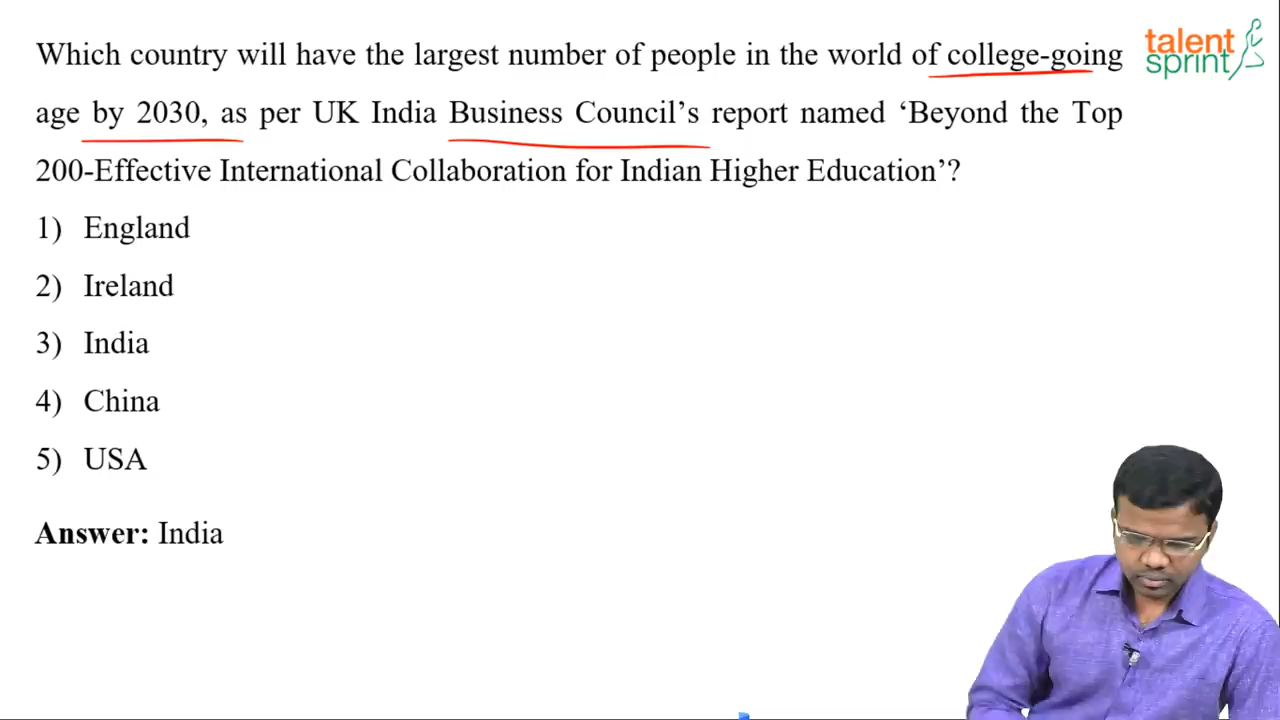 talent
sprint
Which country will have the largest number of people in the world of college-going
age by 2030, as per UK India Business Council's report named ‘Beyond the Top
200-Effective International Collaboration for Indian Higher Education’?
1) England
2) Ireland
3) India
4) China
5) USA
Answer: India